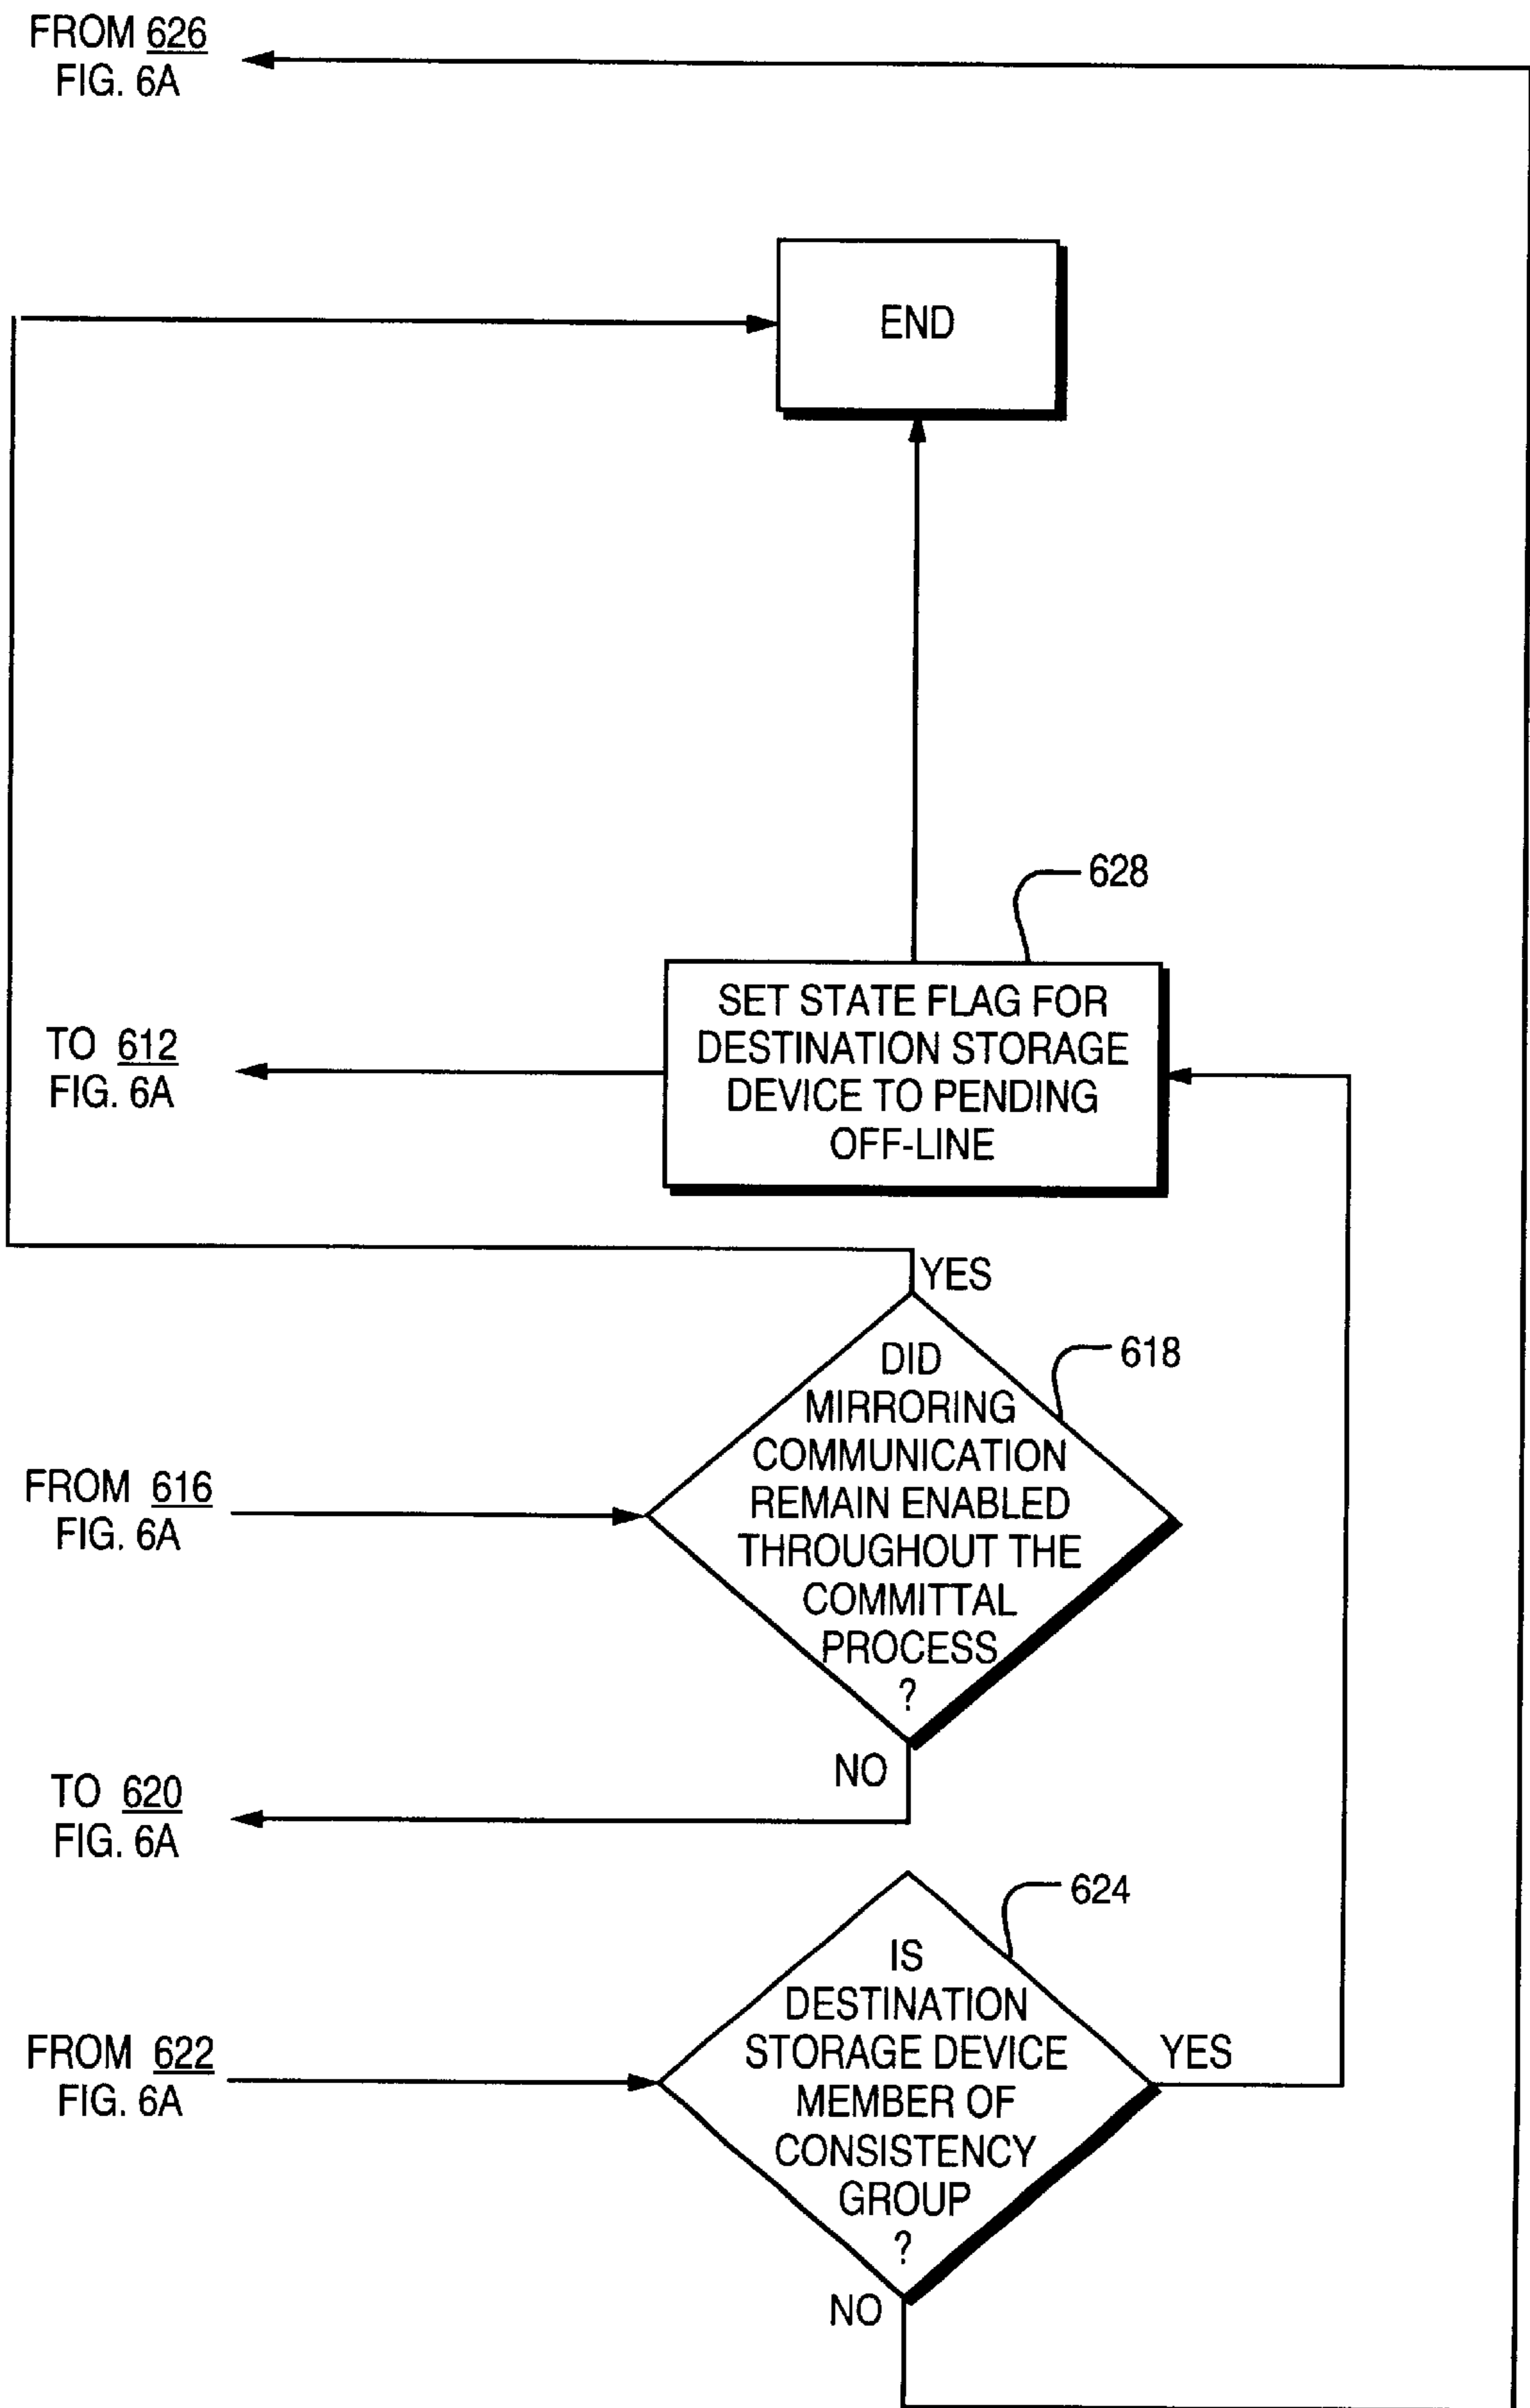 FROM 626
FIG. 6A
END
628
SET STATE FLAG FOR
DESTINATION STORAGE
DEVICE TO PENDING
OFF-LINE
TO 612
FIG. 6A
YES
618
DID
MIRRORING
COMMUNICATION
REMAIN ENABLED
THROUGHOUT THE
COMMITTAL
PROCESS
?
FROM 616
FIG. 6A
NO
TO 620
FIG. 6A
624
IS
DESTINATION
STORAGE DEVICE
MEMBER OF
CONSISTENCY
GROUP
?
FROM 622
FIG. 6A
YES
NO